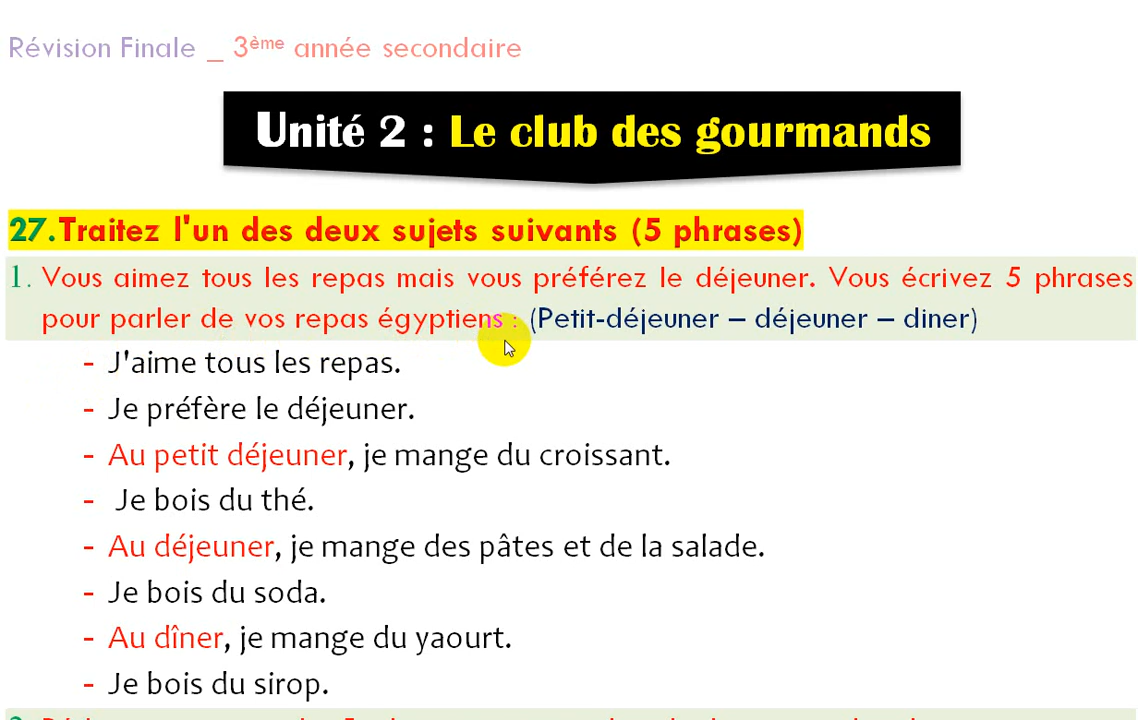 Révision Finale _ 3ème année secondaire
Unité 2 : Le club des gourmands
27.Traitez l'un des deux sujets suivants (5 phrases)
1. Vous aimez tous les repas mais vous préférez le déjeuner. Vous écrivez 5 phrases
pour parler de vos repas égyptiens : (Petit-déjeuner – déjeuner – diner)
- J'aime tous les repas.
- Je préfère le déjeuner.
- Au petit déjeuner, je mange du croissant.
- Je bois du thé.
- Au déjeuner, je mange des pâtes et de la salade.
- Je bois du soda.
- Au dîner, je mange du yaourt.
- Je bois du sirop.